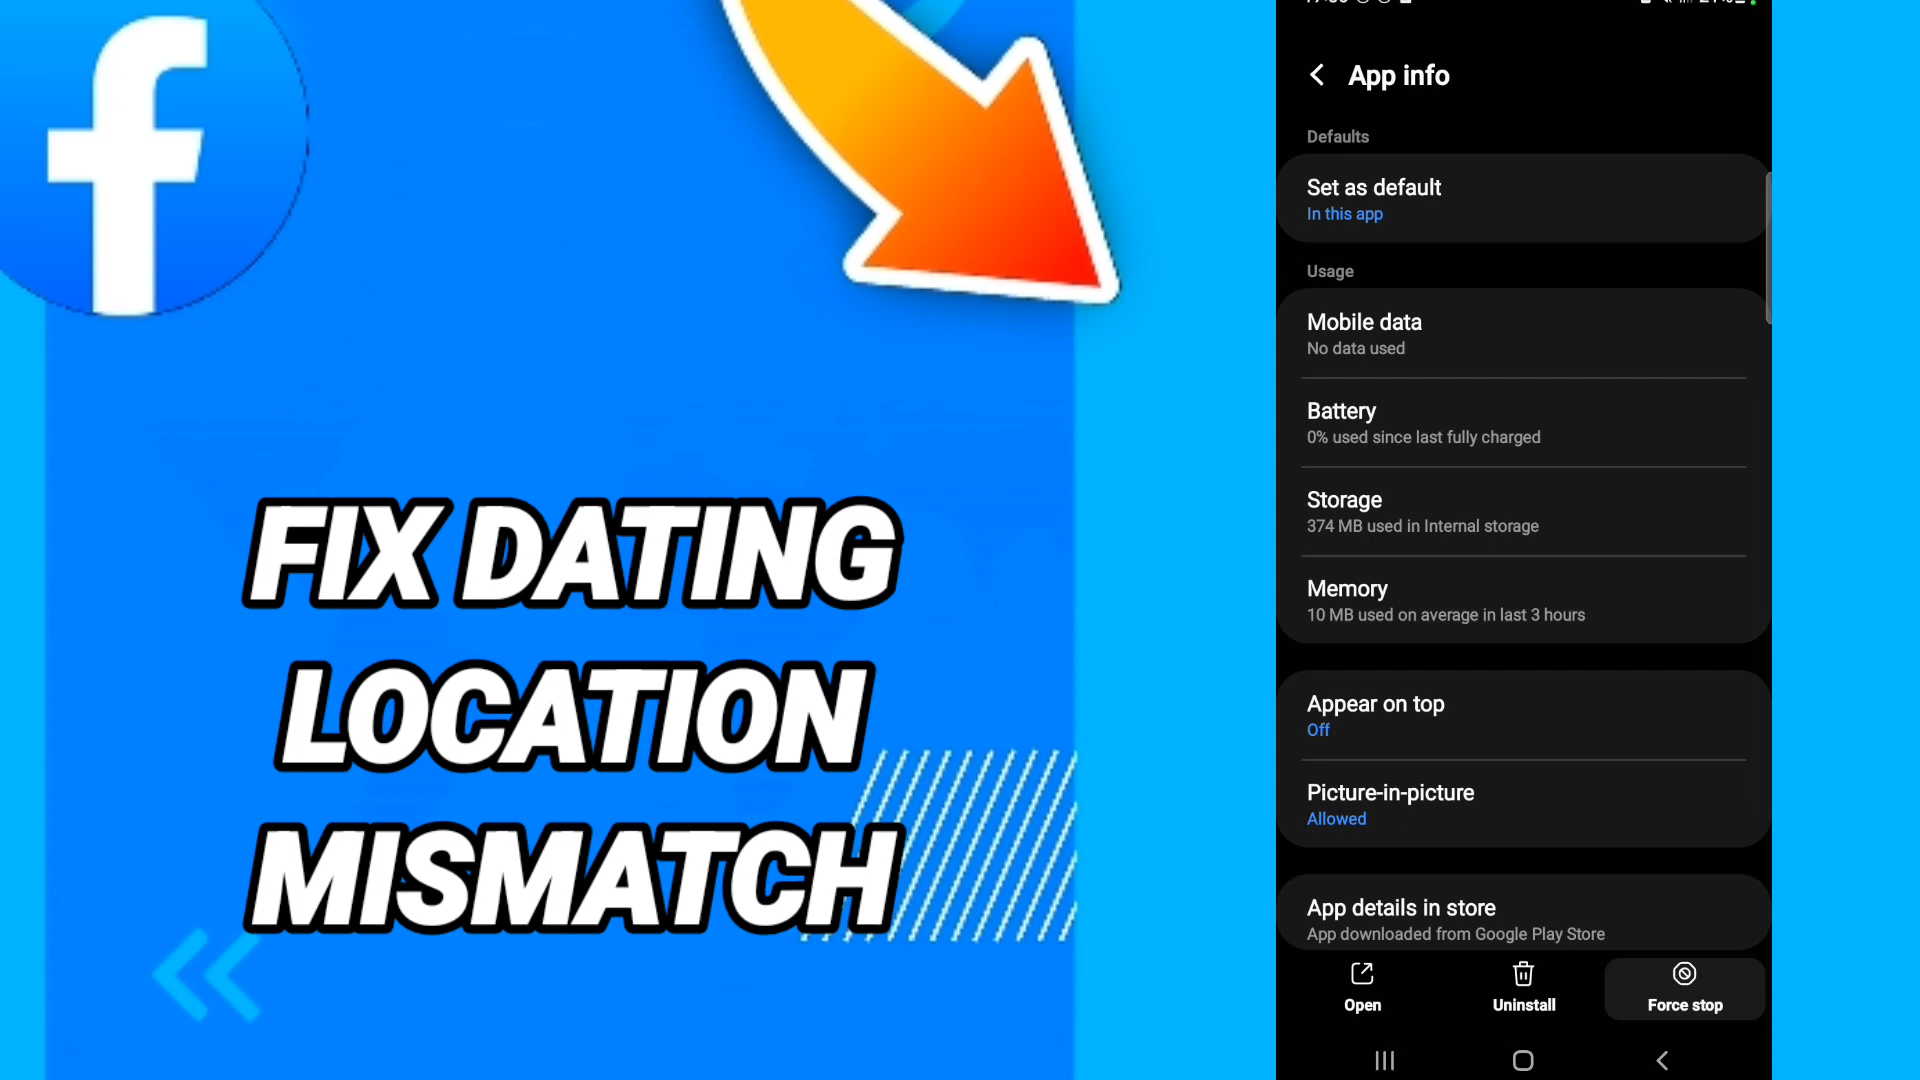 FIX DATING
LOCATION
MISMATCH
App info
Defaults
Set as default
In this app
Usage
Mobile data
No data used
Battery
0% used since last fully charged
Storage
374 MB used in Internal storage
Memory
10 MB used on average in last 3 hours
Appear on top
Off
Picture-in-picture
Allowed
App details in store
App downloaded from Google Play Store
Open
Uninstall
Force stop